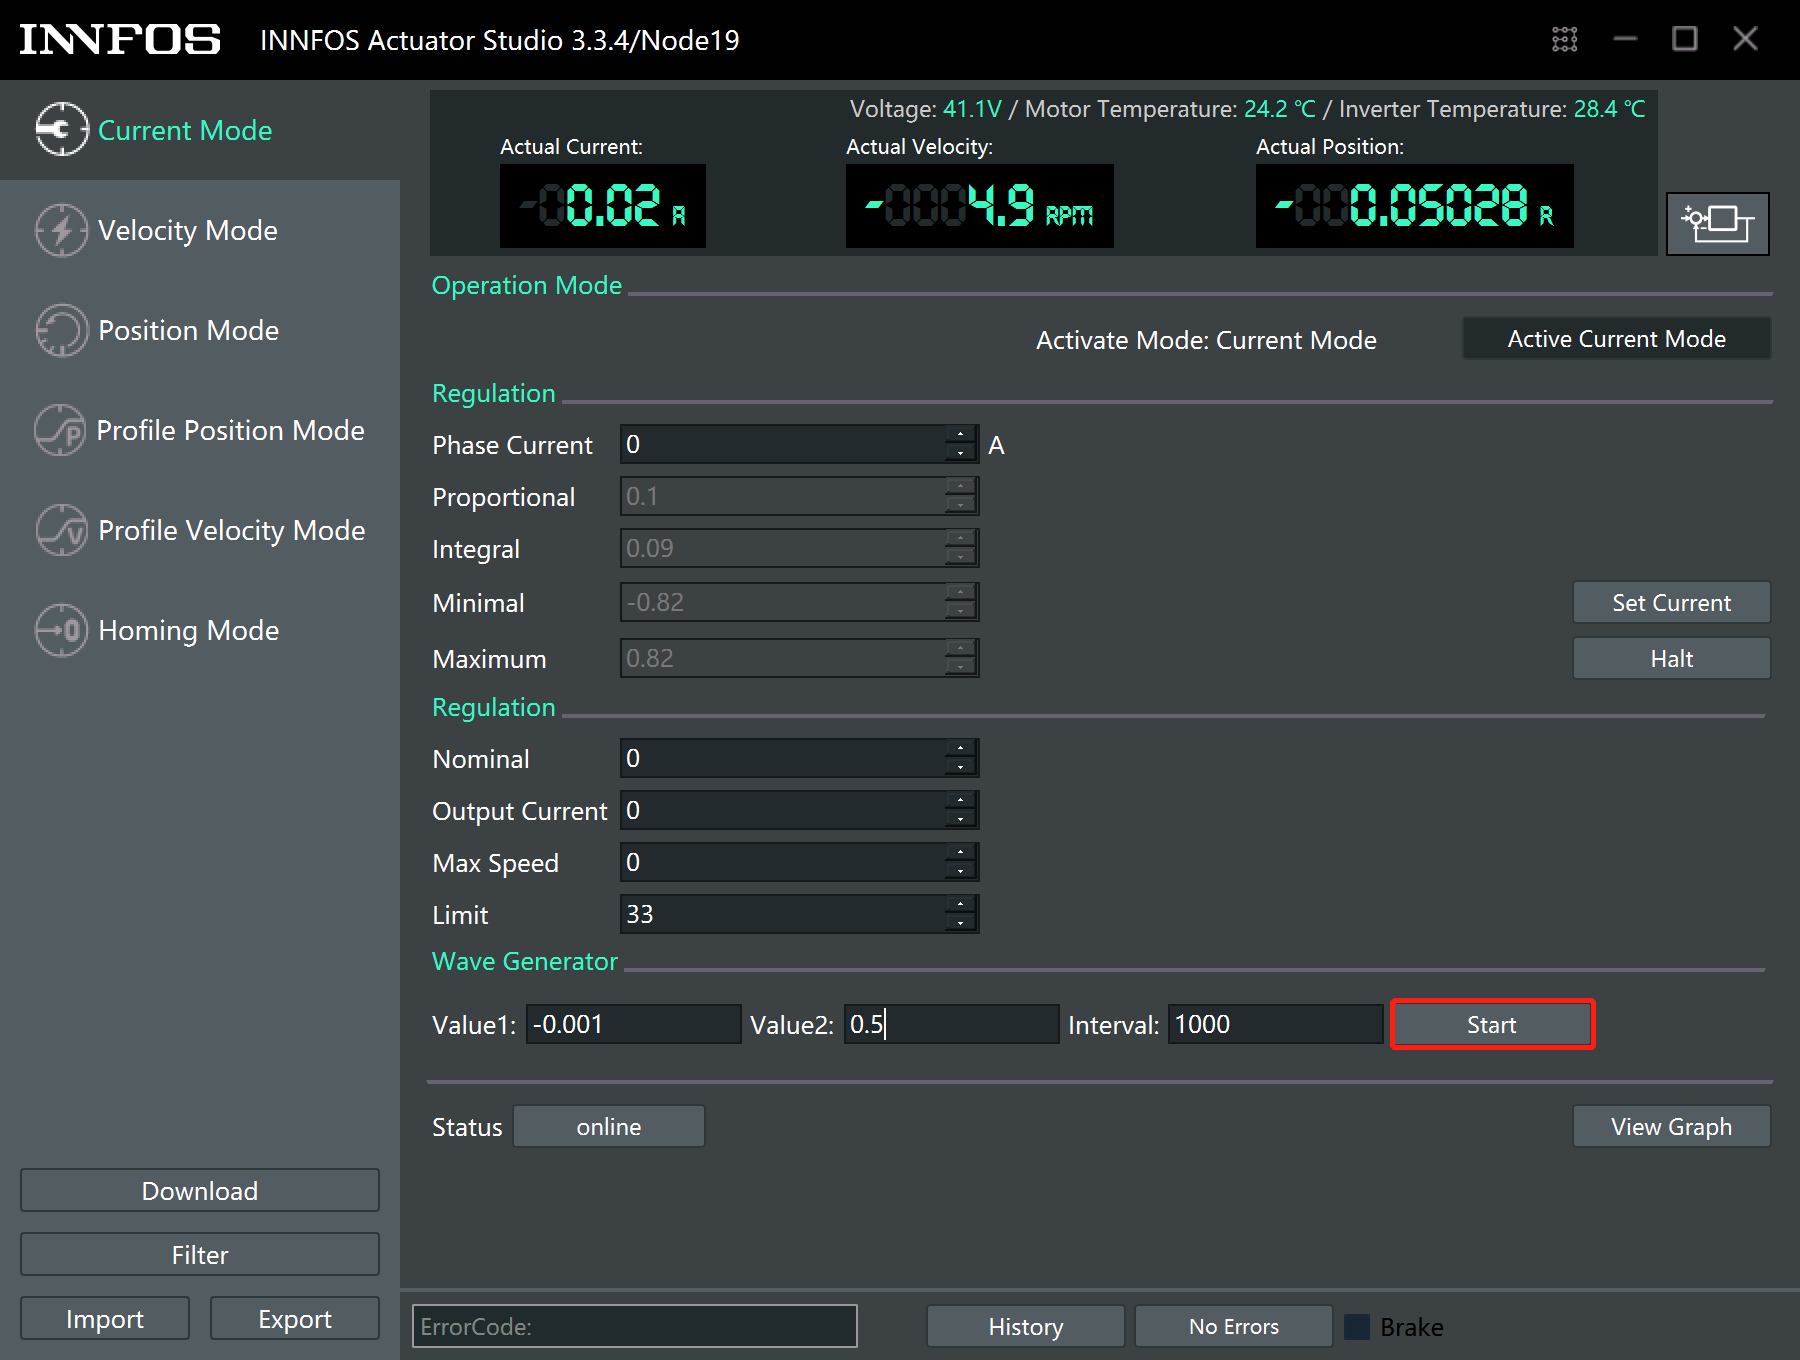 INNFOS
INNFOS Actuator Studio 3.3.4/Node19
Current Mode
Velocity Mode
Position Mode
Profile Position Mode
Profile Velocity Mode
Homing Mode
Download
Filter
Import
Export
Voltage: 41.1V / Motor Temperature: 24.2 ℃ / Inverter Temperature: 28.4 ℃
Actual Current:
Actual Velocity:
Actual Position:
0.02 A
-4.9 RPM
-0.05028 R
Operation Mode
Activate Mode: Current Mode
Active Current Mode
Regulation
Phase Current 0 A
Proportional 0.1
Integral 0.09
Minimal -0.82
Set Current
Maximum 0.82
Halt
Regulation
Nominal 0
Output Current 0
Max Speed 0
Limit 33
Wave Generator
Value1: -0.001 Value2: 0.5 Interval: 1000 Start
Status online
View Graph
ErrorCode:
History
No Errors
Brake